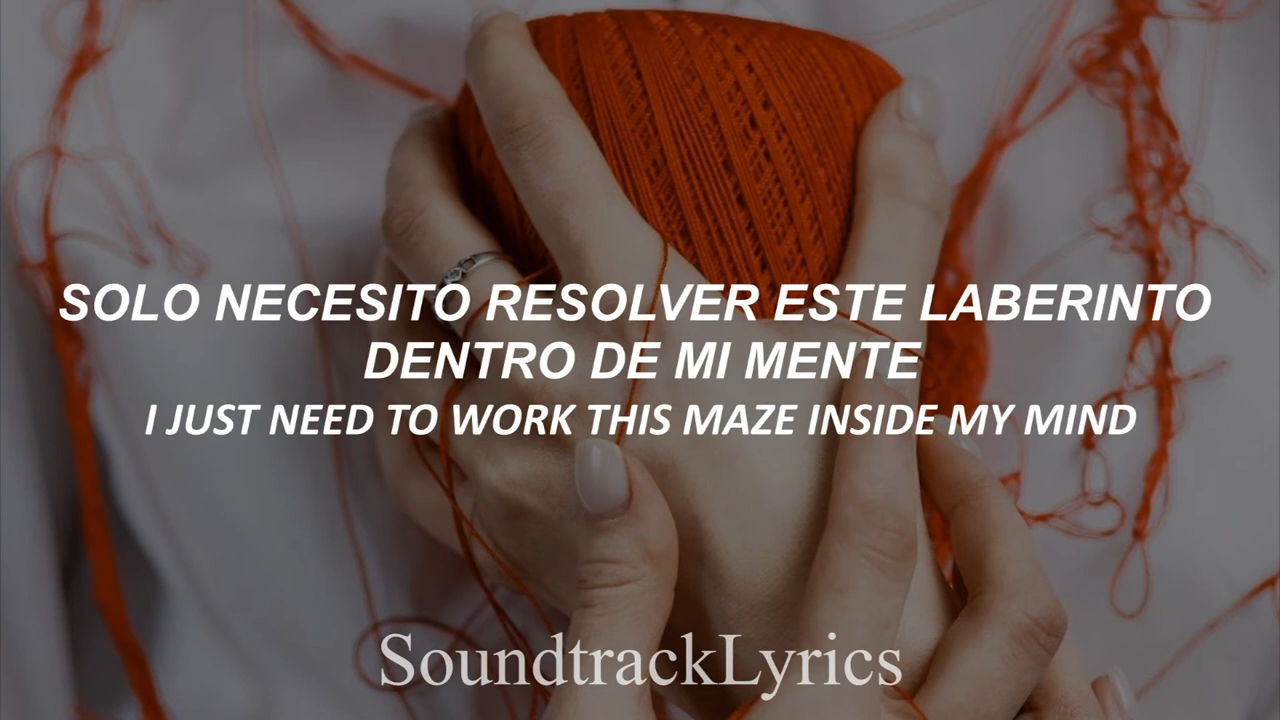 SOLO NECESITO RESOLVER ESTE LABERINTO
DENTRO DE MI MENTE
I JUST NEED TO WORK THIS MAZE INSIDE MY MIND
SoundtrackLyrics